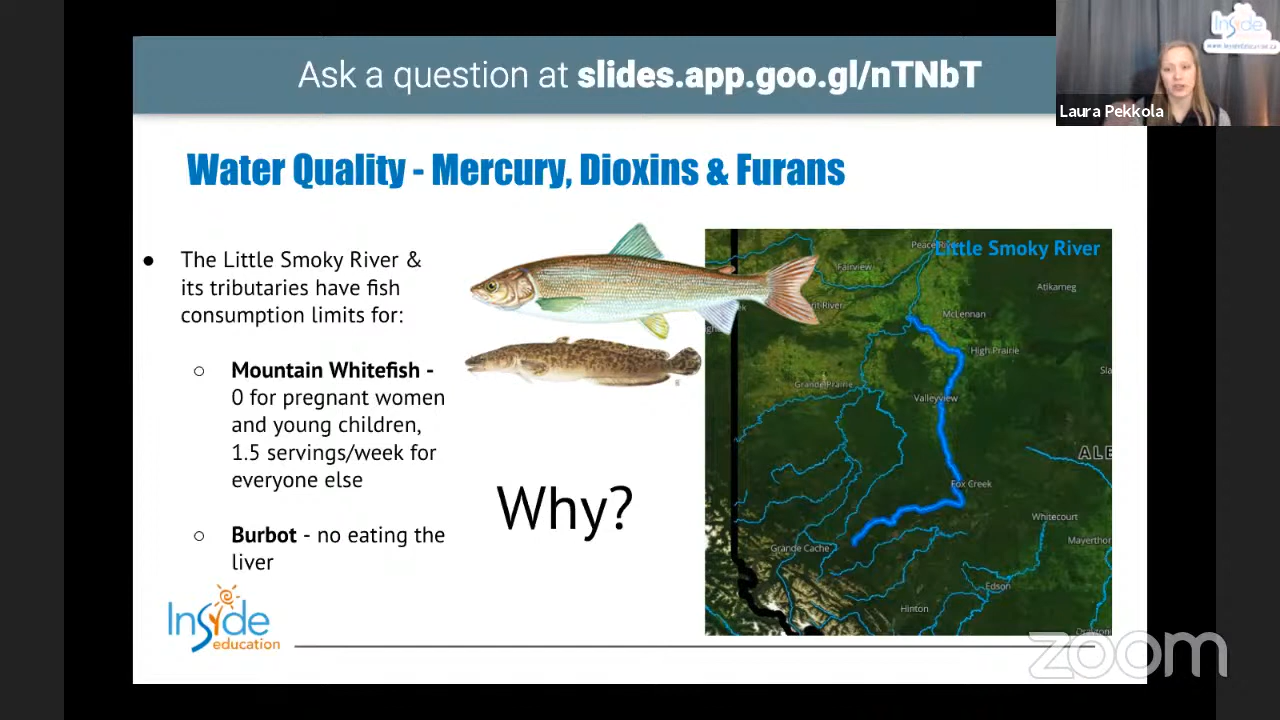 Ask a question at slides.app.goo.gl/nTNbT
Inside
Laura Pekkola
Water Quality - Mercury, Dioxins & Furans
● The Little Smoky River &
its tributaries have fish
consumption limits for:
○ Mountain Whitefish -
0 for pregnant women
and young children,
1.5 servings/week for
everyone else
○ Burbot - no eating the
liver
Why?
Little Smoky River
Fairview
Atikameg
McLennan
High Prairie
Grande Prairie
Valleyview
Fox Creek
Whitecourt
Mayerthor
Grande Cache
Edson
Hinton
ALB
Inside
education
zoom